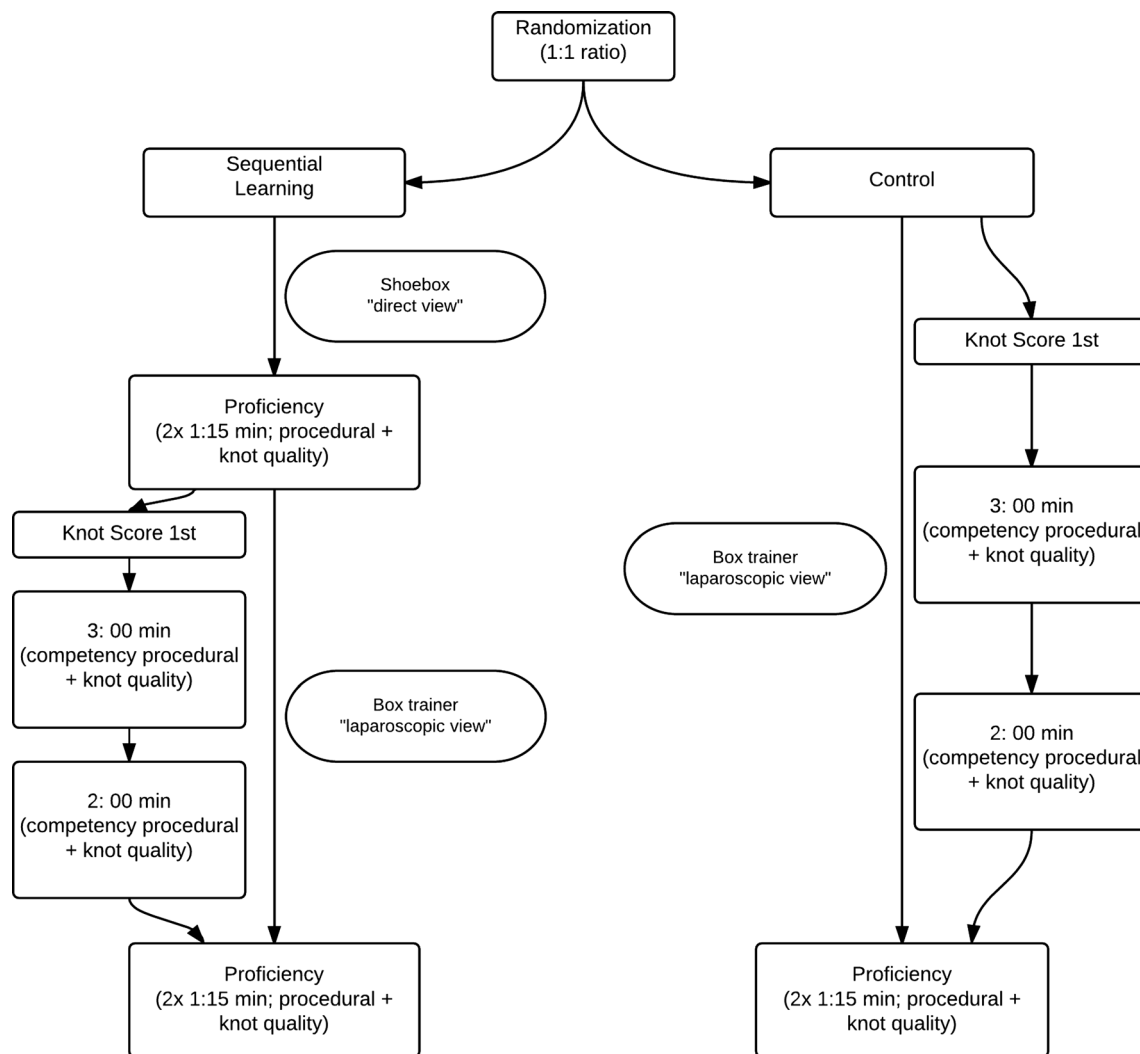 Randomization
(1:1 ratio)
Sequential
Learning
Control
Shoebox
"direct view"
Knot Score 1st
Proficiency
(2x 1:15 min; procedural +
knot quality)
Knot Score 1st
3: 00 min
(competency procedural
+ knot quality)
Box trainer
"laparoscopic view"
3: 00 min
(competency procedural
+ knot quality)
Box trainer
"laparoscopic view"
2: 00 min
(competency procedural
+ knot quality)
2: 00 min
(competency procedural
+ knot quality)
Proficiency
(2x 1:15 min; procedural +
knot quality)
Proficiency
(2x 1:15 min; procedural +
knot quality)